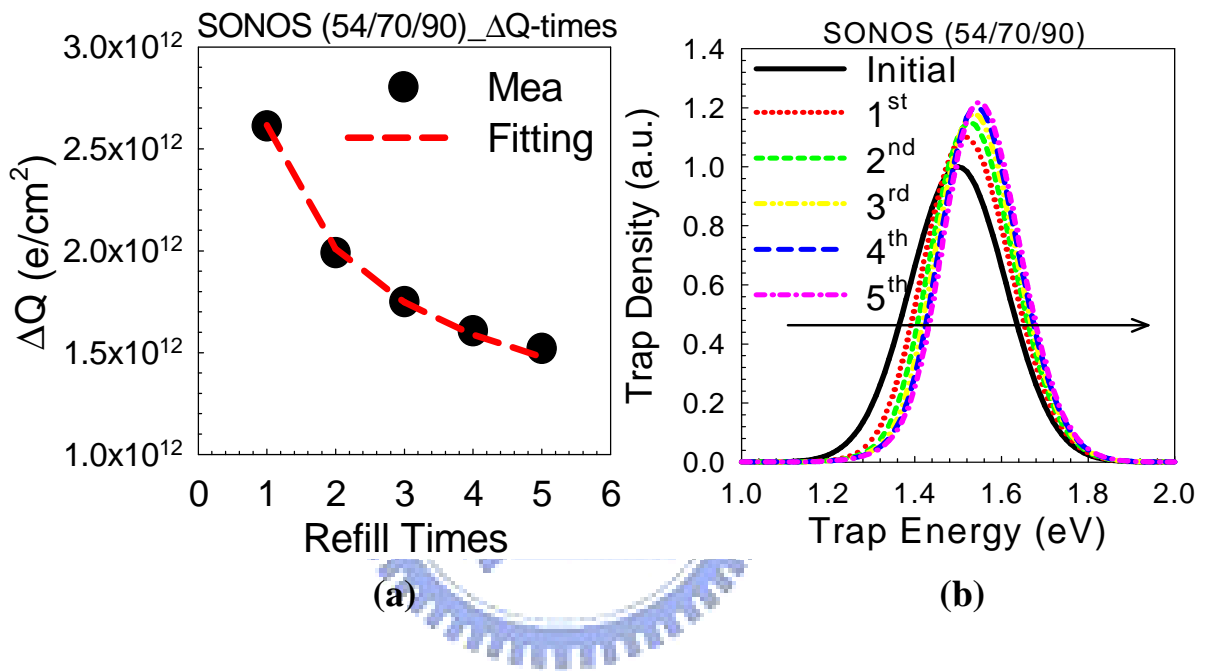 SONOS (54/70/90)_ΔQ-times
3.0x10¹²
2.5x10¹²
2.0x10¹²
1.5x10¹²
1.0x10¹²
ΔQ (e/cm²)
Mea
Fitting
0 1 2 3 4 5 6
Refill Times
(a)
SONOS (54/70/90)
1.4
1.2
1.0
0.8
0.6
0.4
0.2
0.0
Trap Density (a.u.)
Initial
1ˢᵗ
2ⁿᵈ
3ʳᵈ
4ᵗʰ
5ᵗʰ
1.0 1.2 1.4 1.6 1.8 2.0
Trap Energy (eV)
(b)